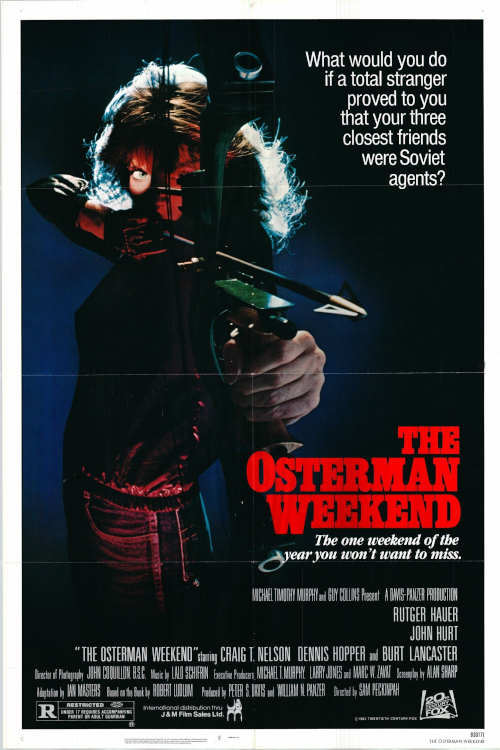 What would you do
if a total stranger
proved to you
that your three
closest friends
were Soviet
agents?
THE
OSTERMAN
WEEKEND
The one weekend of the
year you won't want to miss.
MICHAEL TIMOTHY MURPHY and GUY COLLINS Present A DAVIS-PANZER PRODUCTION
RUTGER HAUER
JOHN HURT
"THE OSTERMAN WEEKEND" starring CRAIG T. NELSON DENNIS HOPPER and BURT LANCASTER
Director of Photography JOHN COQUILLON, B.S.C. Music by LALO SCHIFRIN Executive Producers, MICHAEL T. MURPHY, LARRY JONES and MARC W. ZAVAT Screenplay by ALAN SHARP
Adaptation by IAN MASTERS Based on the Book by ROBERT LUDLUM Produced by PETER S. DAVIS and WILLIAM N. PANZER Directed by SAM PECKINPAH
R RESTRICTED
UNDER 17 REQUIRES ACCOMPANYING
PARENT OR ADULT GUARDIAN
International distribution thru
J & M Film Sales Ltd.
©1983 TWENTIETH CENTURY-FOX
20th
CENTURY
FOX
830171
THE OSTERMAN WEEKEND